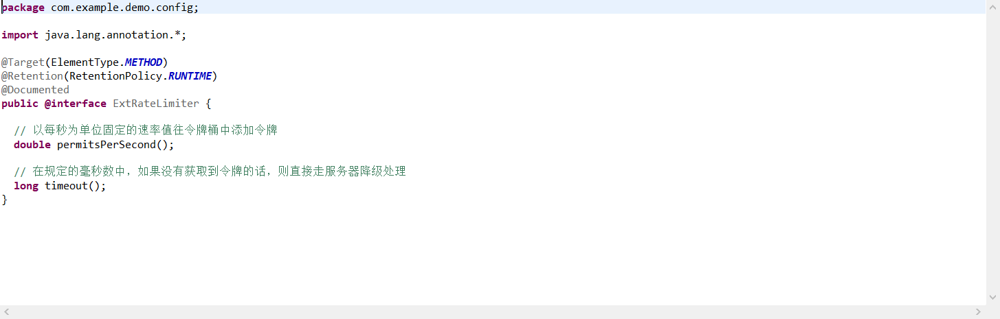 package com.example.demo.config;
import java.lang.annotation.*;
@Target(ElementType.METHOD)
@Retention(RetentionPolicy.RUNTIME)
@Documented
public @interface ExtRateLimiter {
// 以每秒为单位固定的速率值往令牌桶中添加令牌
double permitsPerSecond();
// 在规定的毫秒数中，如果没有获取到令牌的话，则直接走服务器降级处理
long timeout();
}